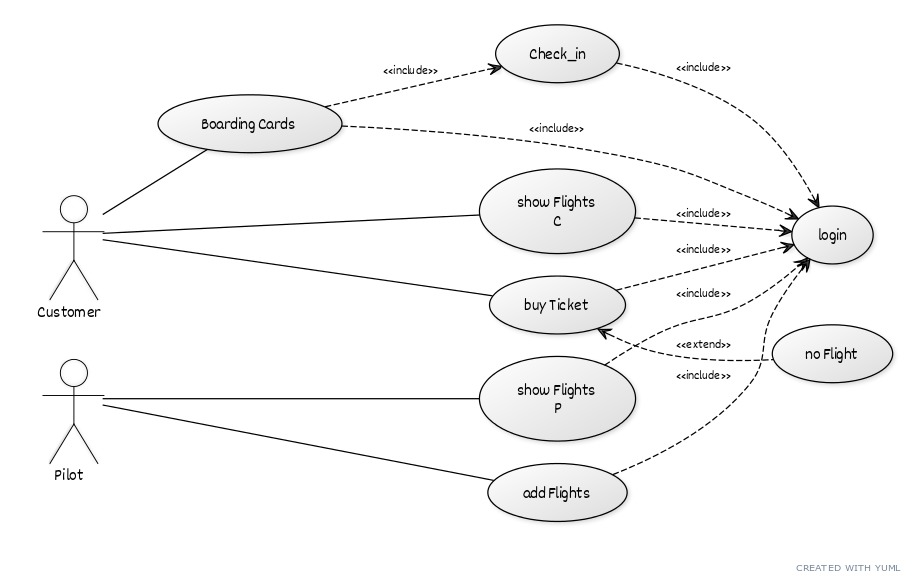 Check_in
<<include>>
<<include>>
Boarding Cards
<<include>>
show Flights
C
<<include>>
login
<<include>>
buy Ticket
<<include>>
Customer
<<extend>>
no Flight
<<include>>
show Flights
P
Pilot
add Flights
CREATED WITH YUML